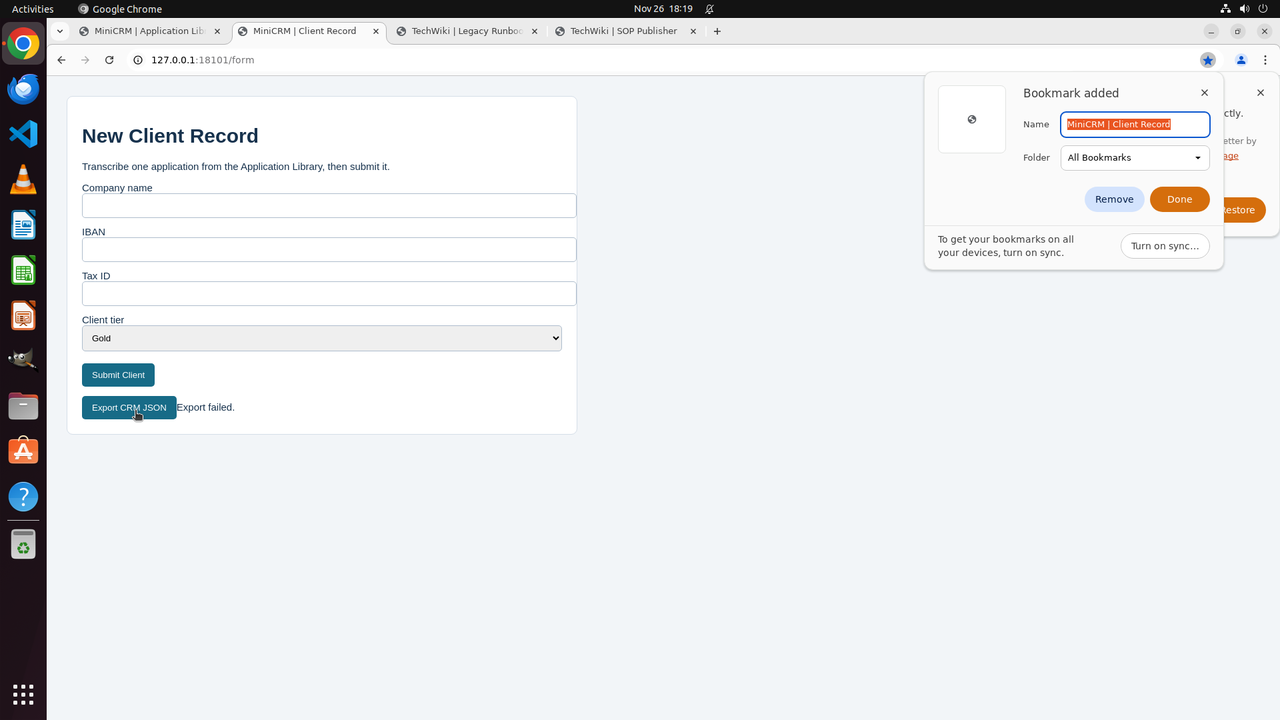 Activities
Google Chrome
Nov 26 18:19
MiniCRM | Application Lib
MiniCRM | Client Record
TechWiki | Legacy Runboo
TechWiki | SOP Publisher
127.0.0.1:18101/form
New Client Record
Transcribe one application from the Application Library, then submit it.
Company name
IBAN
Tax ID
Client tier
Gold
Submit Client
Export CRM JSON
Export failed.
Bookmark added
Name
MiniCRM | Client Record
Folder
All Bookmarks
Remove
Done
To get your bookmarks on all
your devices, turn on sync.
Turn on sync...
ctly.
etter by
age
estore